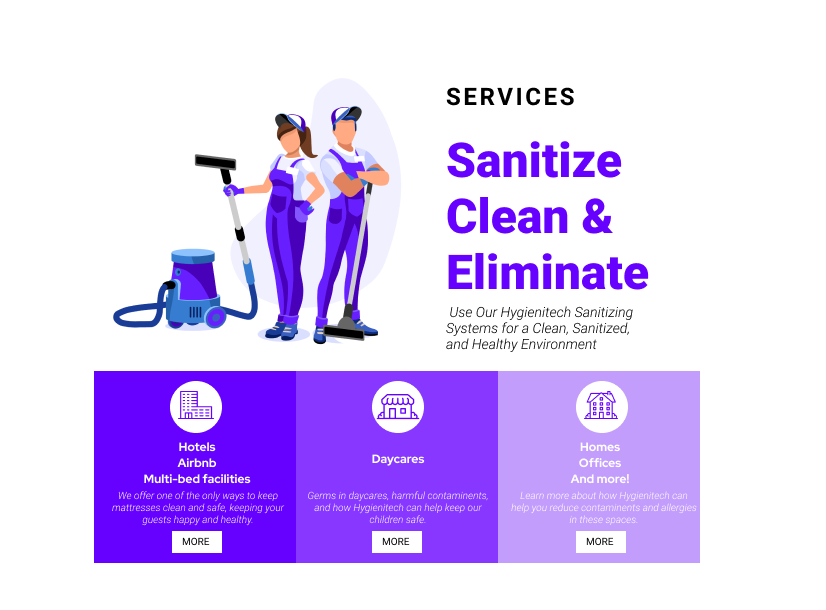 SERVICES
Sanitize
Clean &
Eliminate
Use Our Hygienitech Sanitizing
Systems for a Clean, Sanitized,
and Healthy Environment
Hotels
Airbnb
Multi-bed facilities
We offer one of the only ways to keep
mattresses clean and safe, keeping your
guests happy and healthy.
MORE
Daycares
Germs in daycares, harmful contaminents,
and how Hygienitech can help keep our
children safe.
MORE
Homes
Offices
And more!
Learn more about how Hygienitech can
help you reduce contaminents and allergies
in these spaces.
MORE